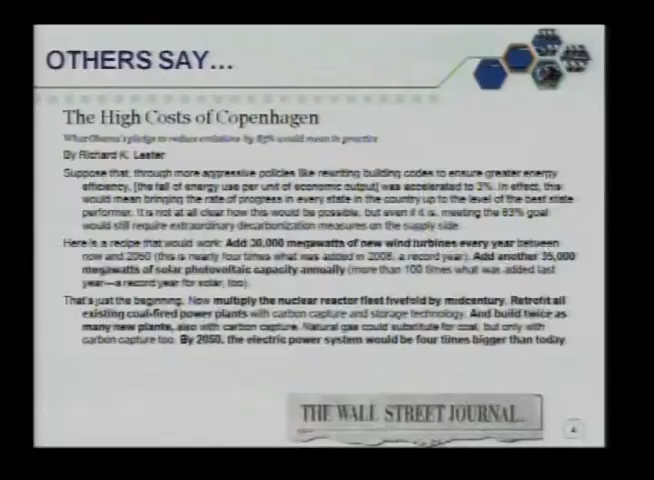 OTHERS SAY...
The High Costs of Copenhagen
What Obama's pledge to reduce emissions by 83% would mean in practice
By Richard K. Lester
Suppose that, through more aggressive policies like rewriting building codes to ensure greater energy
efficiency, [the fall of energy use per unit of economic output] was accelerated to 3%. In effect, this
would mean bringing the rate of progress in every state in the country up to the level of the best state
performer. It is not at all clear how this would be possible, but even if it is, meeting the 83% goal
would still require extraordinary decarbonization measures on the supply side.
Here is a recipe that would work: Add 30,000 megawatts of new wind turbines every year between
now and 2050 (this is nearly four times what was added in 2008, a record year). Add another 35,000
megawatts of solar photovoltaic capacity annually (more than 100 times what was added last
year—a record year for solar, too).
That's just the beginning. Now multiply the nuclear reactor fleet fivefold by midcentury. Retrofit all
existing coal-fired power plants with carbon capture and storage technology. And build twice as
many new plants, also with carbon capture. Natural gas could substitute for coal, but only with
carbon capture too. By 2050, the electric power system would be four times bigger than today
THE WALL STREET JOURNAL.
4